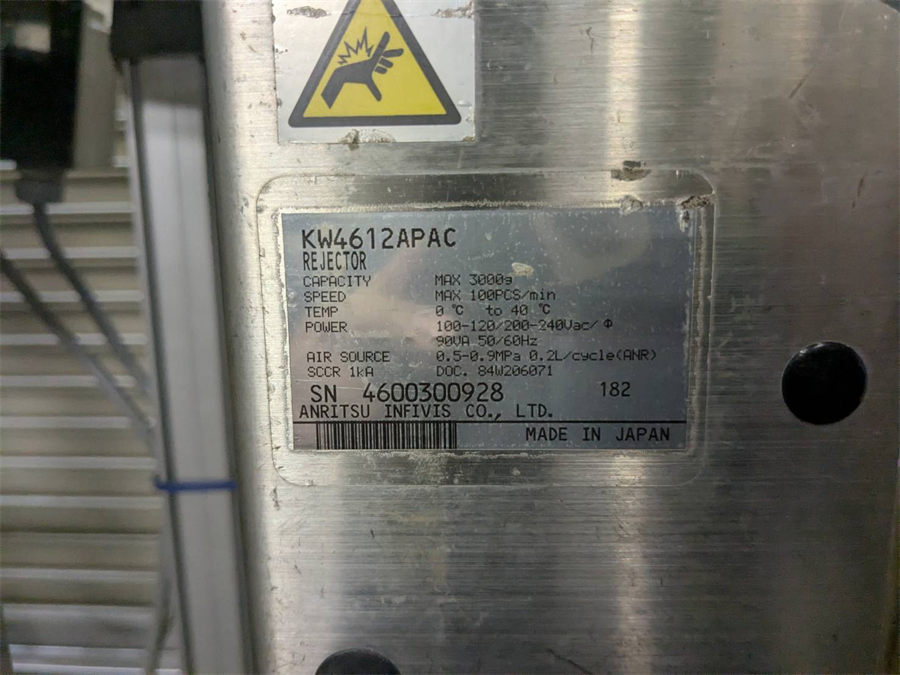 KW4612APAC
REJECTOR
CAPACITY MAX 3000g
SPEED MAX 100PCS/min
TEMP 0 ℃ to 40 ℃
POWER 100-120/200-240Vac/Φ
90VA 50/60Hz
AIR SOURCE 0.5-0.9MPa 0.2L/cycle(ANR)
SCCR 1kA DOC. 84W206071
SN 4600300928 182
ANRITSU INFIVIS CO., LTD.
MADE IN JAPAN